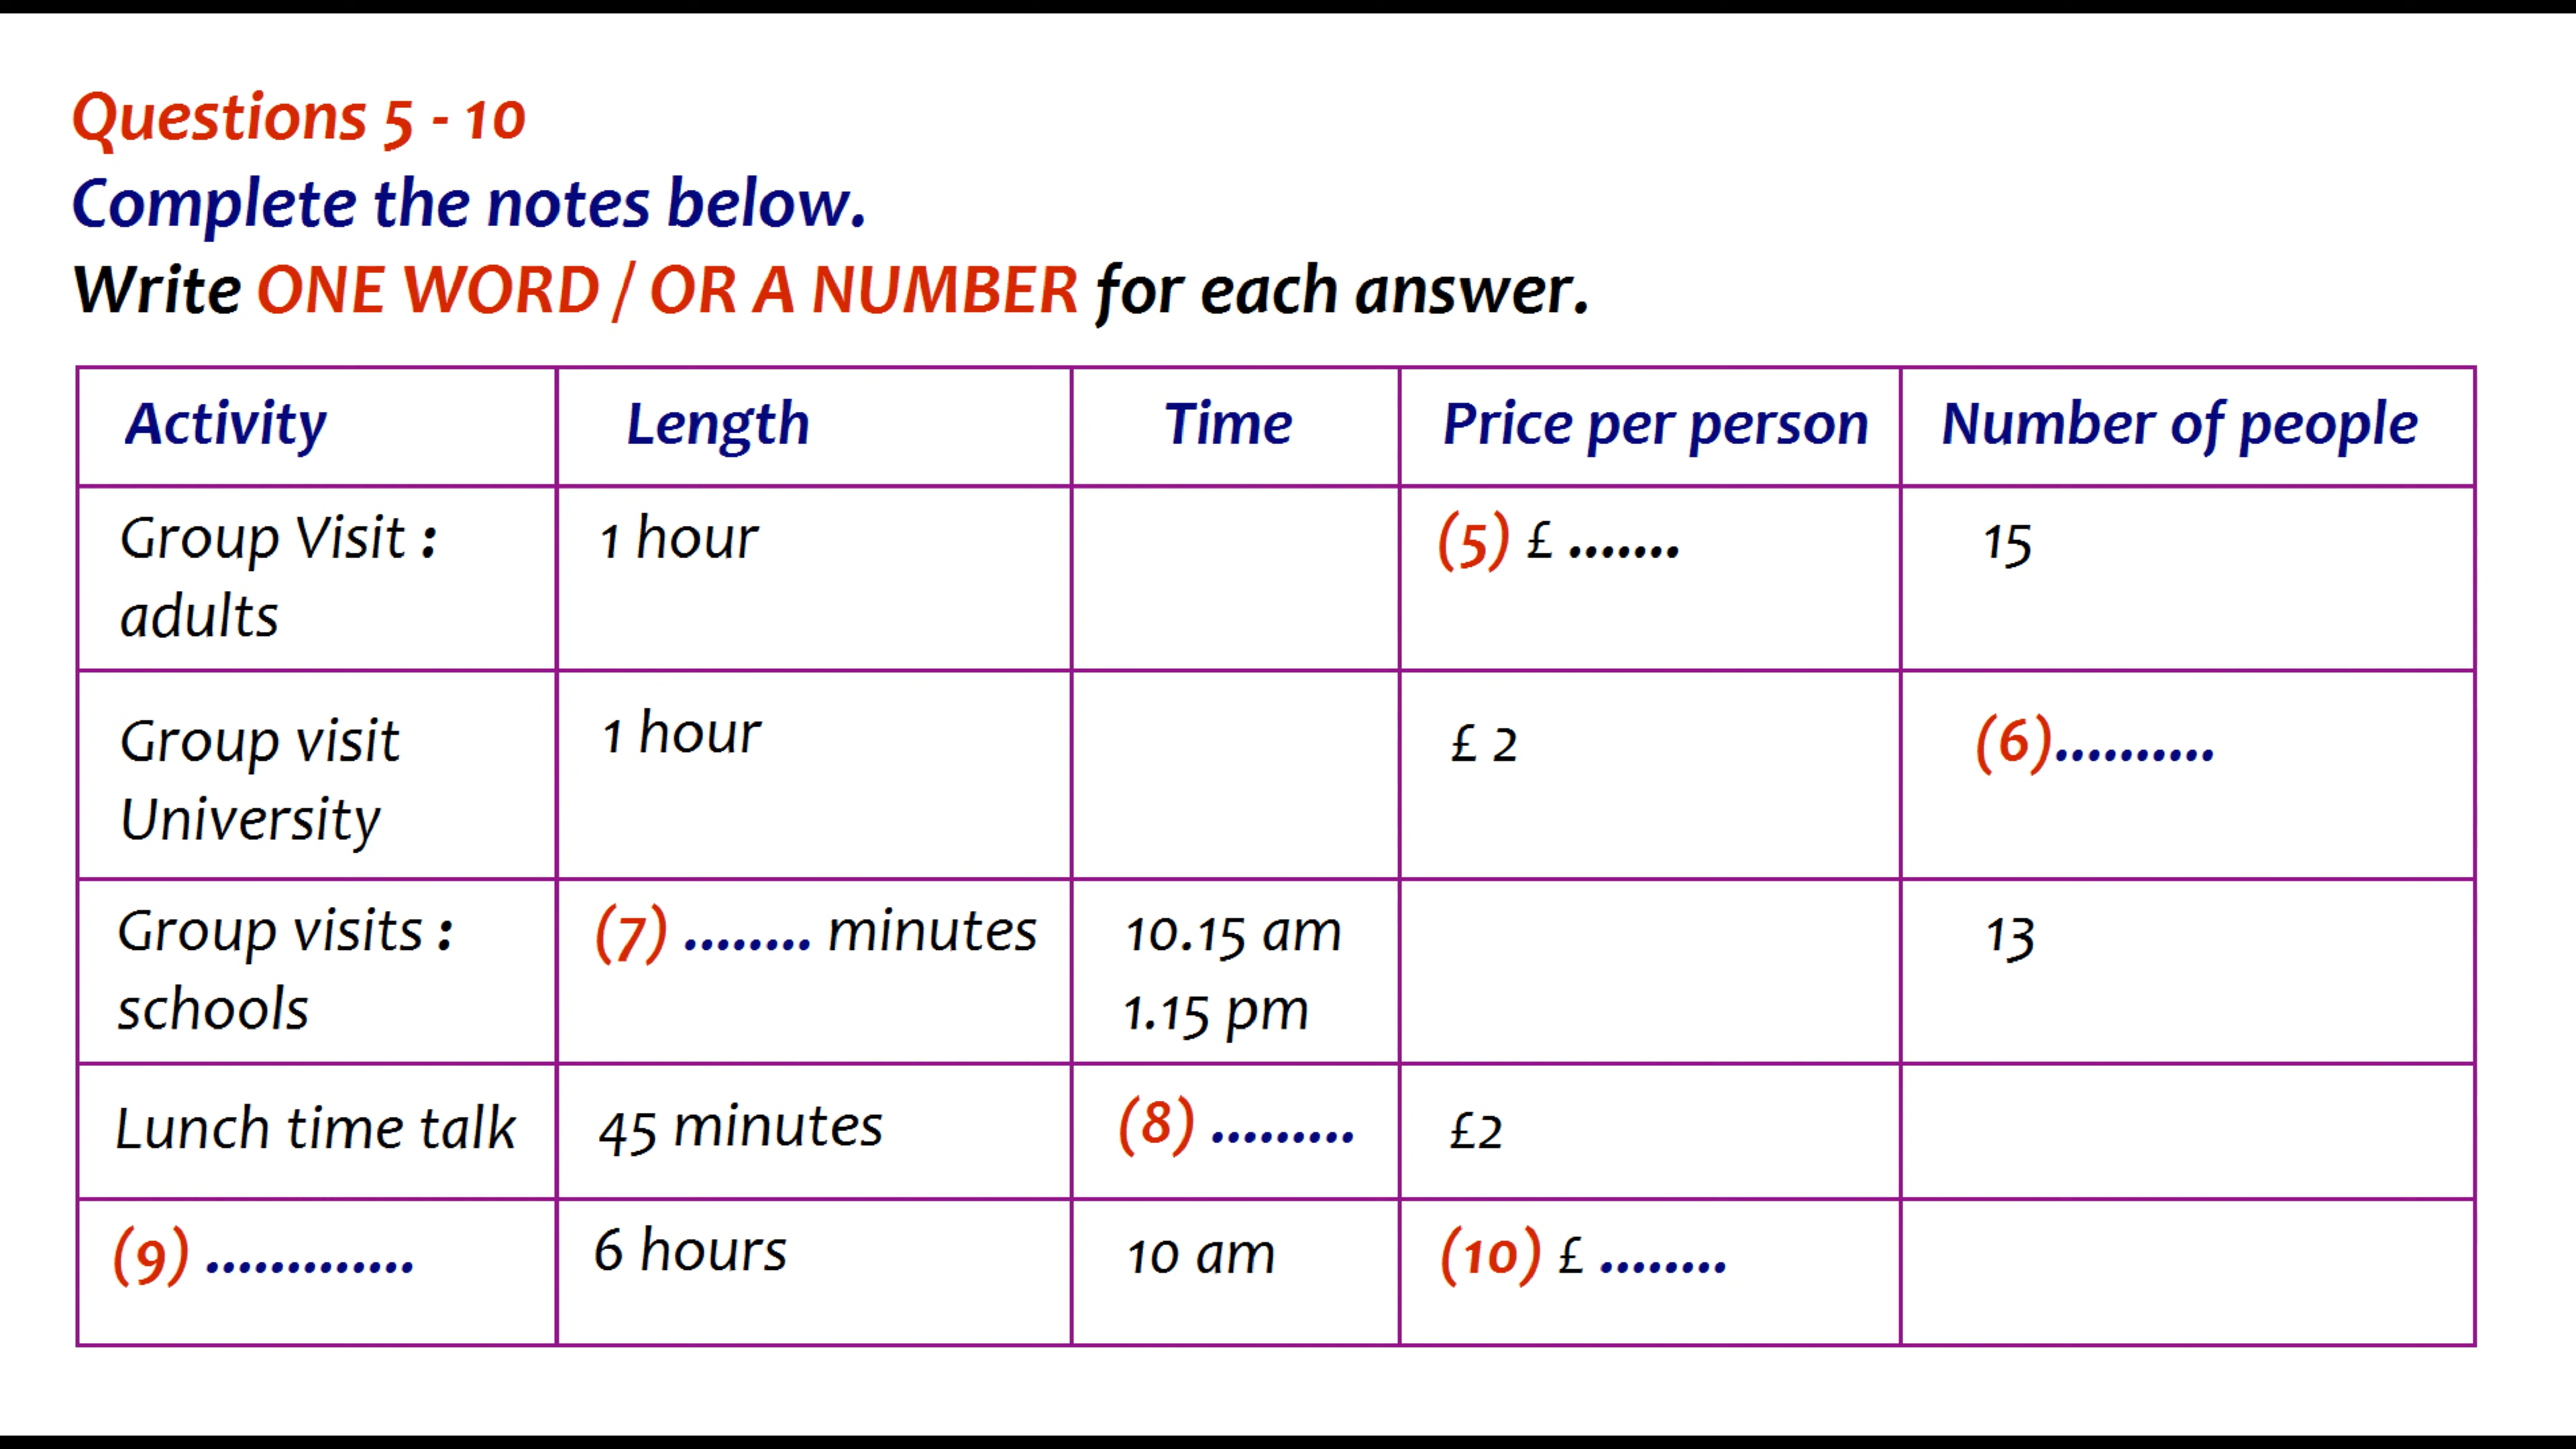 Questions 5 - 10
Complete the notes below.
Write ONE WORD / OR A NUMBER for each answer.
Activity Length Time Price per person Number of people
Group Visit : 1 hour (5) £ ....... 15
adults
Group visit 1 hour £ 2 (6)..........
University
Group visits : (7) ........ minutes 10.15 am 13
schools 1.15 pm
Lunch time talk 45 minutes (8) ......... £2
(9) ............. 6 hours 10 am (10) £ ........